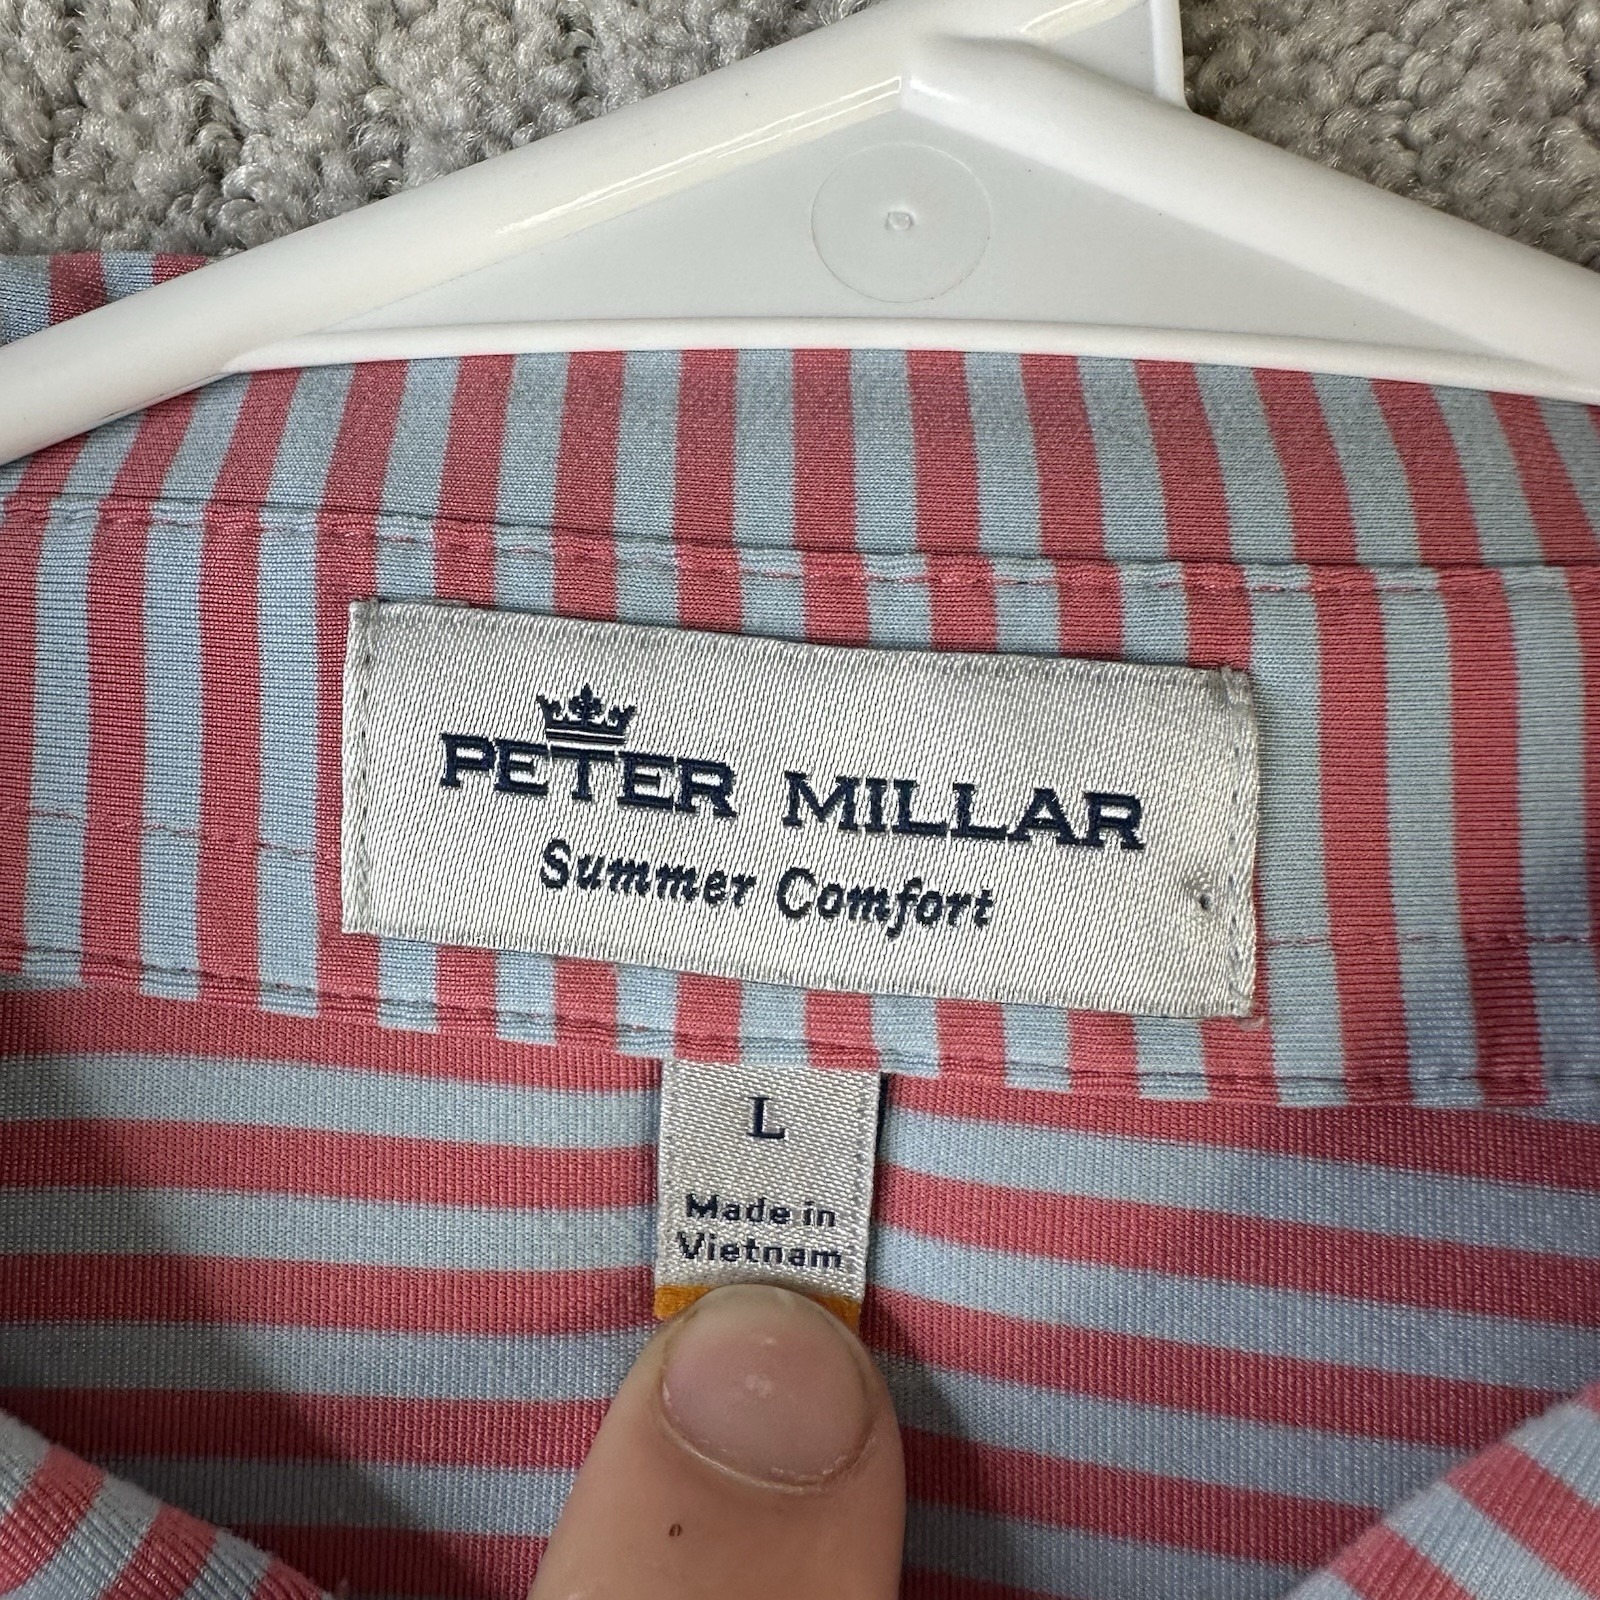 PETER MILLAR
Summer Comfort
L
Made in
Vietnam